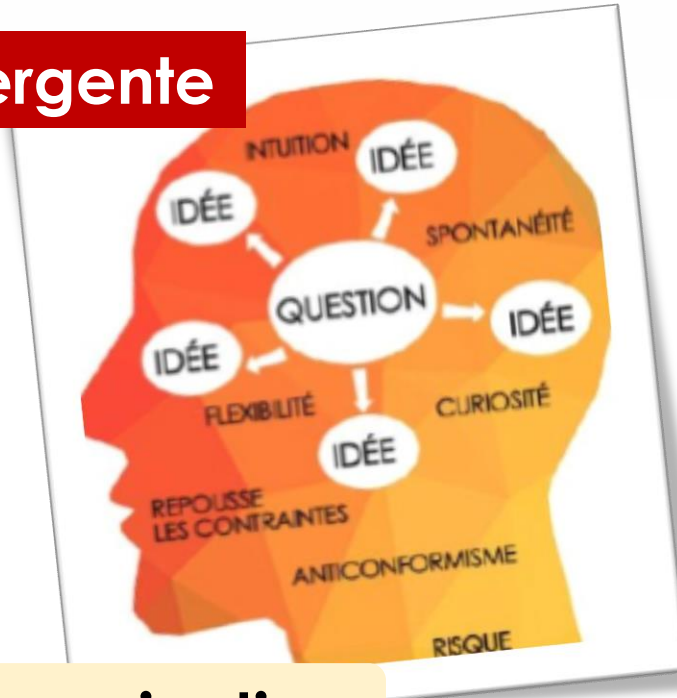 ergente
INTUITION
IDÉE
IDÉE
SPONTANÉITÉ
QUESTION
IDÉE
IDÉE
FLEXIBILITÉ
CURIOSITÉ
IDÉE
REPOUSSE
LES CONTRAINTES
ANTICONFORMISME
RISQUE